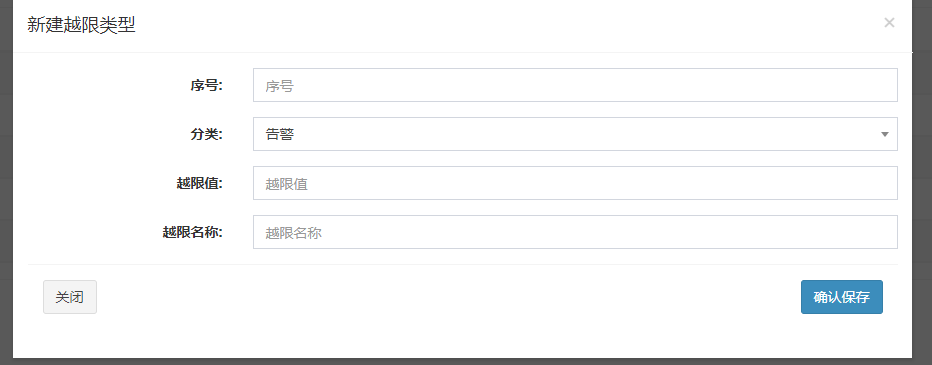 新建越限类型
×
序号: 序号
分类: 告警
越限值: 越限值
越限名称: 越限名称
关闭 确认保存